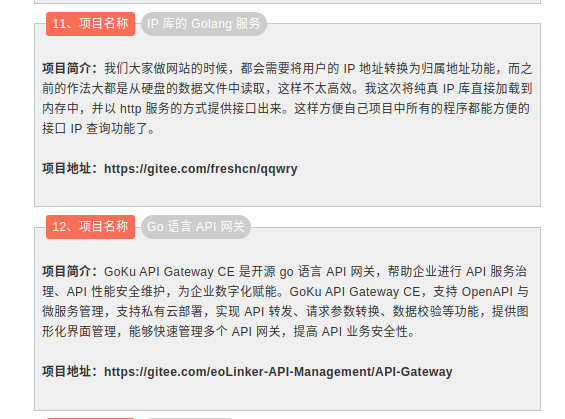 11、项目名称 IP 库的 Golang 服务
项目简介：我们大家做网站的时候，都会需要将用户的 IP 地址转换为归属地址功能，而之
前的作法大都是从硬盘的数据文件中读取，这样不太高效。我这次将纯真 IP 库直接加载到
内存中，并以 http 服务的方式提供接口出来。这样方便自己项目中所有的程序都能方便的
接口 IP 查询功能了。
项目地址：https://gitee.com/freshcn/qqwry
12、项目名称 Go 语言 API 网关
项目简介：GoKu API Gateway CE 是开源 go 语言 API 网关，帮助企业进行 API 服务治
理、API 性能安全维护，为企业数字化赋能。GoKu API Gateway CE，支持 OpenAPI 与
微服务管理，支持私有云部署，实现 API 转发、请求参数转换、数据校验等功能，提供图
形化界面管理，能够快速管理多个 API 网关，提高 API 业务安全性。
项目地址：https://gitee.com/eoLinker-API-Management/API-Gateway